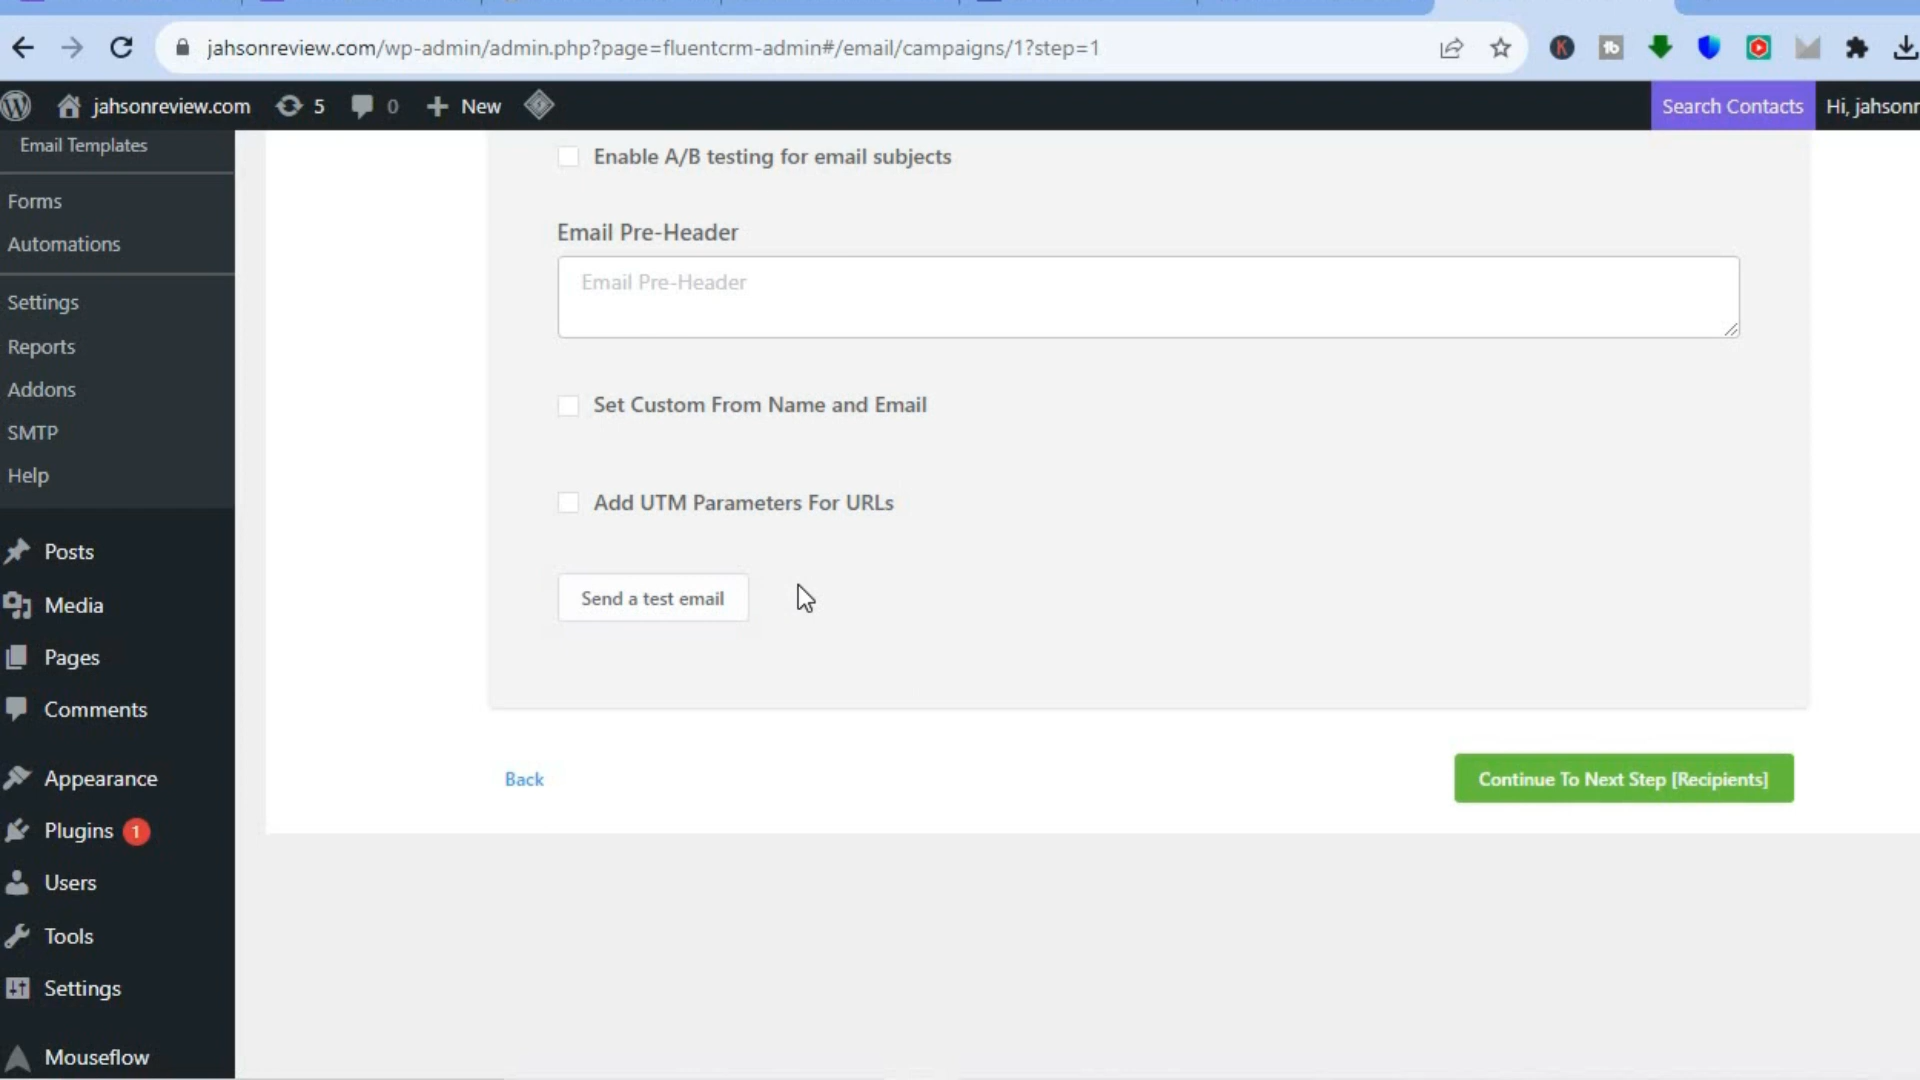 jahsonreview.com/wp-admin/admin.php?page=fluentcrm-admin#/email/campaigns/1?step=1
jahsonreview.com 5 0 + New Search Contacts Hi, jahsonr
Email Templates
Forms
Automations
Settings
Reports
Addons
SMTP
Help
Posts
Media
Pages
Comments
Appearance
Plugins 1
Users
Tools
Settings
Mouseflow
Enable A/B testing for email subjects
Email Pre-Header
Email Pre-Header
Set Custom From Name and Email
Add UTM Parameters For URLs
Send a test email
Back
Continue To Next Step [Recipients]